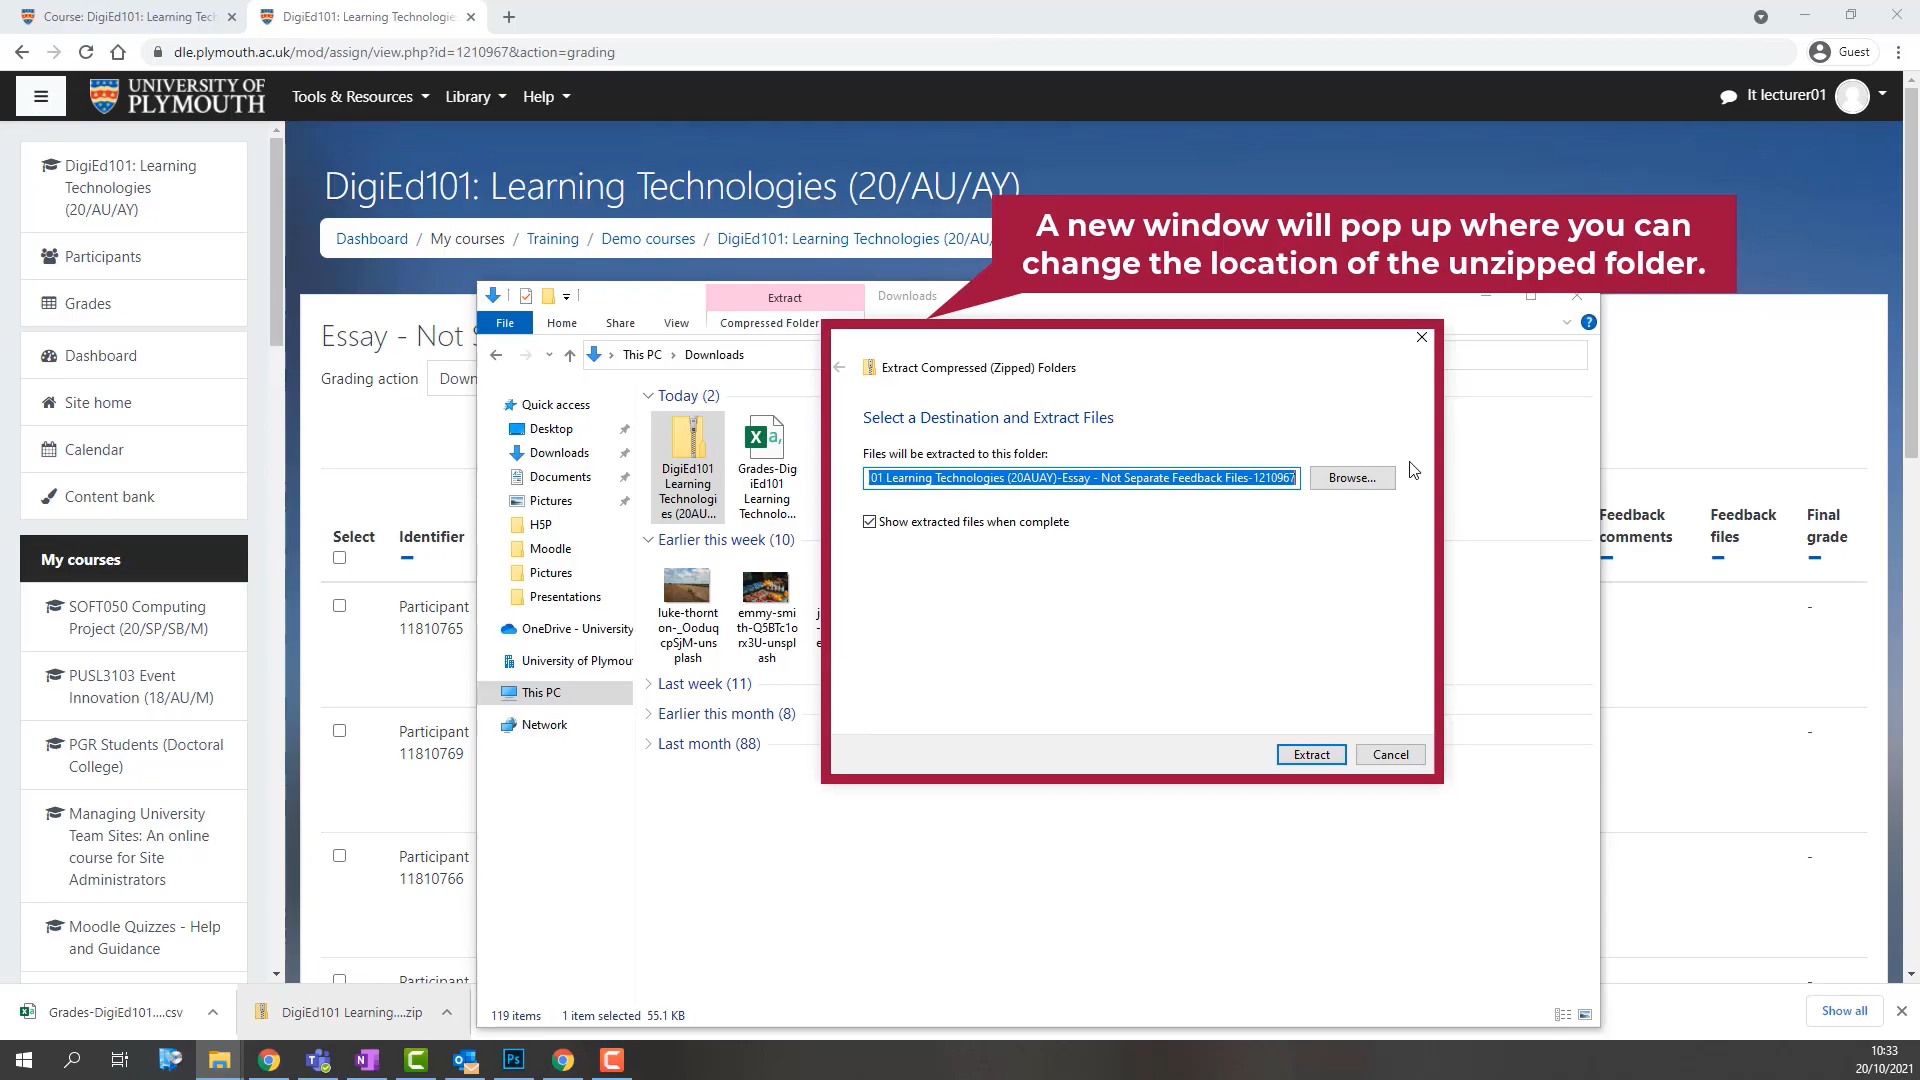 Course: DigiEd101: Learning Tech
DigiEd101: Learning Technologie
dle.plymouth.ac.uk/mod/assign/view.php?id=1210967&action=grading
Guest
UNIVERSITY OF
PLYMOUTH
Tools & Resources
Library
Help
lt lecturer01
DigiEd101: Learning
Technologies
(20/AU/AY)
Participants
Grades
Dashboard
Site home
Calendar
Content bank
My courses
SOFT050 Computing
Project (20/SP/SB/M)
PUSL3103 Event
Innovation (18/AU/M)
PGR Students (Doctoral
College)
Managing University
Team Sites: An online
course for Site
Administrators
Moodle Quizzes - Help
and Guidance
DigiEd101: Learning Technologies (20/AU/AY)
Dashboard / My courses / Training / Demo courses / DigiEd101: Learning Technologies (20/AU/
A new window will pop up where you can
change the location of the unzipped folder.
Essay - Not
Grading action
Down
Select
Identifier
Participant
11810765
Participant
11810769
Participant
11810766
Participant
Feedback
comments
Feedback
files
Final
grade
-
-
-
Extract
Downloads
File
Home
Share
View
Compressed Folder
This PC > Downloads
Quick access
Desktop
Downloads
Documents
Pictures
H5P
Moodle
Pictures
Presentations
OneDrive - University
University of Plymou
This PC
Network
Today (2)
DigiEd101
Learning
Technologi
es (20AU...
Grades-Dig
iEd101
Learning
Technolo...
Earlier this week (10)
luke-thornt
on-_Ooduq
cpSjM-uns
plash
emmy-smi
th-Q5BTc1o
rx3U-unspl
ash
Last week (11)
Earlier this month (8)
Last month (88)
Extract Compressed (Zipped) Folders
Select a Destination and Extract Files
Files will be extracted to this folder:
01 Learning Technologies (20AUAY)-Essay - Not Separate Feedback Files-1210967
Browse...
Show extracted files when complete
Extract
Cancel
119 items
1 item selected 55.1 KB
Grades-DigiEd101....csv
DigiEd101 Learning....zip
Show all
10:33
20/10/2021